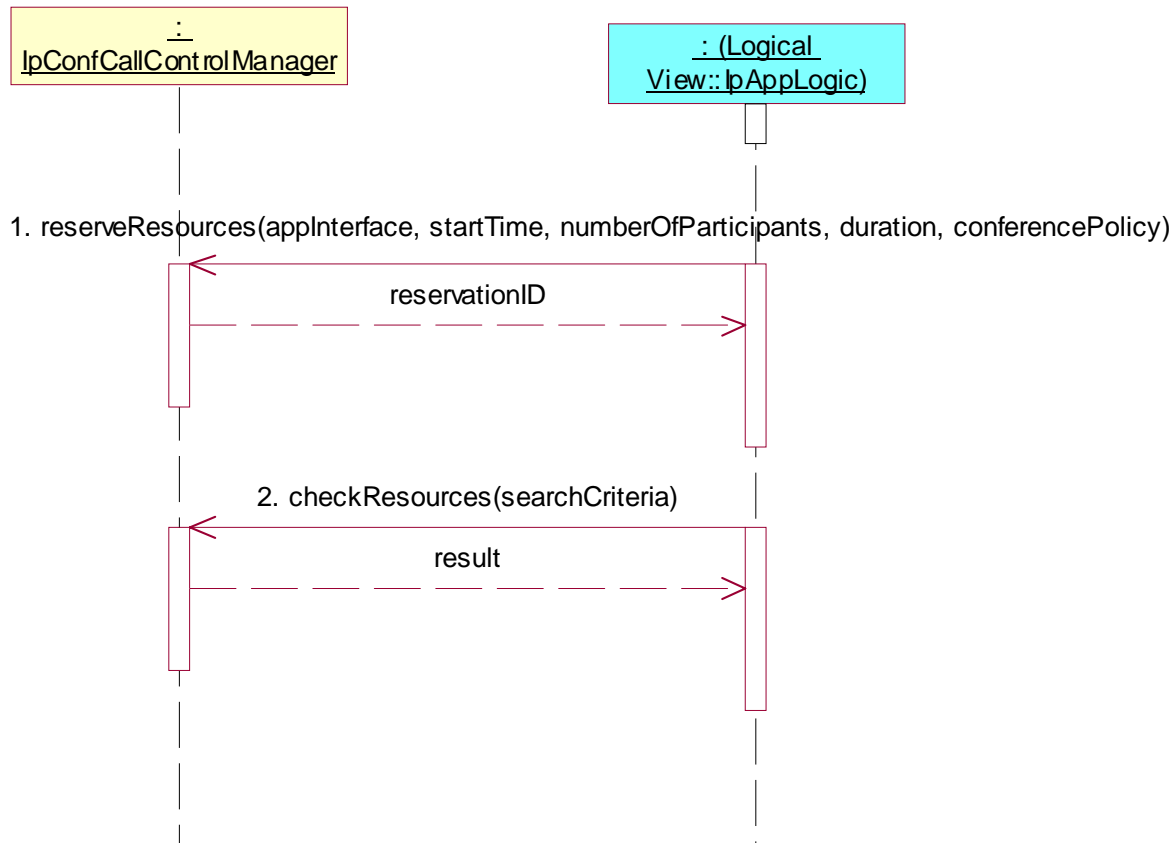 :
IpConfCallControlManager
: (Logical
View::IpAppLogic)
1. reserveResources(appInterface, startTime, numberOfParticipants, duration, conferencePolicy)
reservationID
2. checkResources(searchCriteria)
result